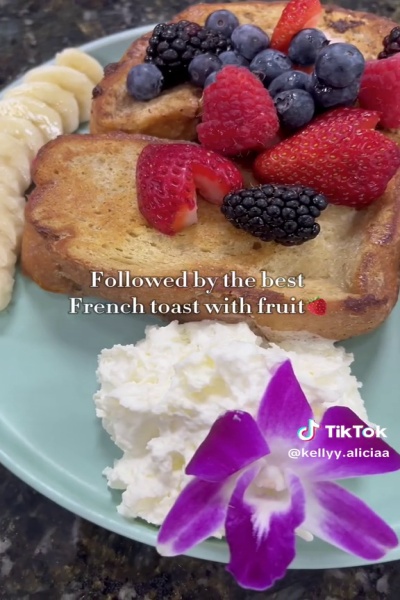 Followed by the best
French toast with fruit🍓
TikTok
@kellyy.aliciaa